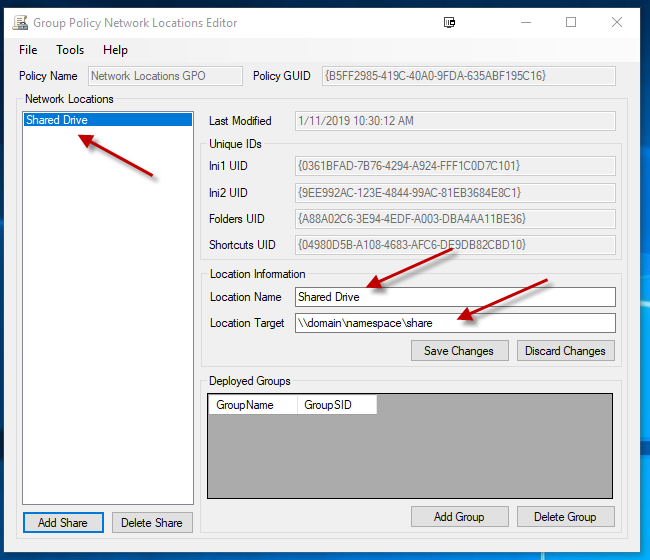 Group Policy Network Locations Editor
File Tools Help
Policy Name Network Locations GPO Policy GUID {B5FF2985-419C-40A0-9FDA-635ABF195C16}
Network Locations
Shared Drive
Last Modified 1/11/2019 10:30:12 AM
Unique IDs
Ini1 UID {0361BFAD-7B76-4294-A924-FFF1C0D7C101}
Ini2 UID {9EE992AC-123E-4844-99AC-81EB3684E8C1}
Folders UID {A88A02C6-3E94-4EDF-A003-DBA4AA11BE36}
Shortcuts UID {04980D5B-A108-4683-AFC6-DE9DB82CBD10}
Location Information
Location Name Shared Drive
Location Target \\domain\namespace\share
Save Changes Discard Changes
Deployed Groups
GroupName GroupSID
Add Share Delete Share Add Group Delete Group